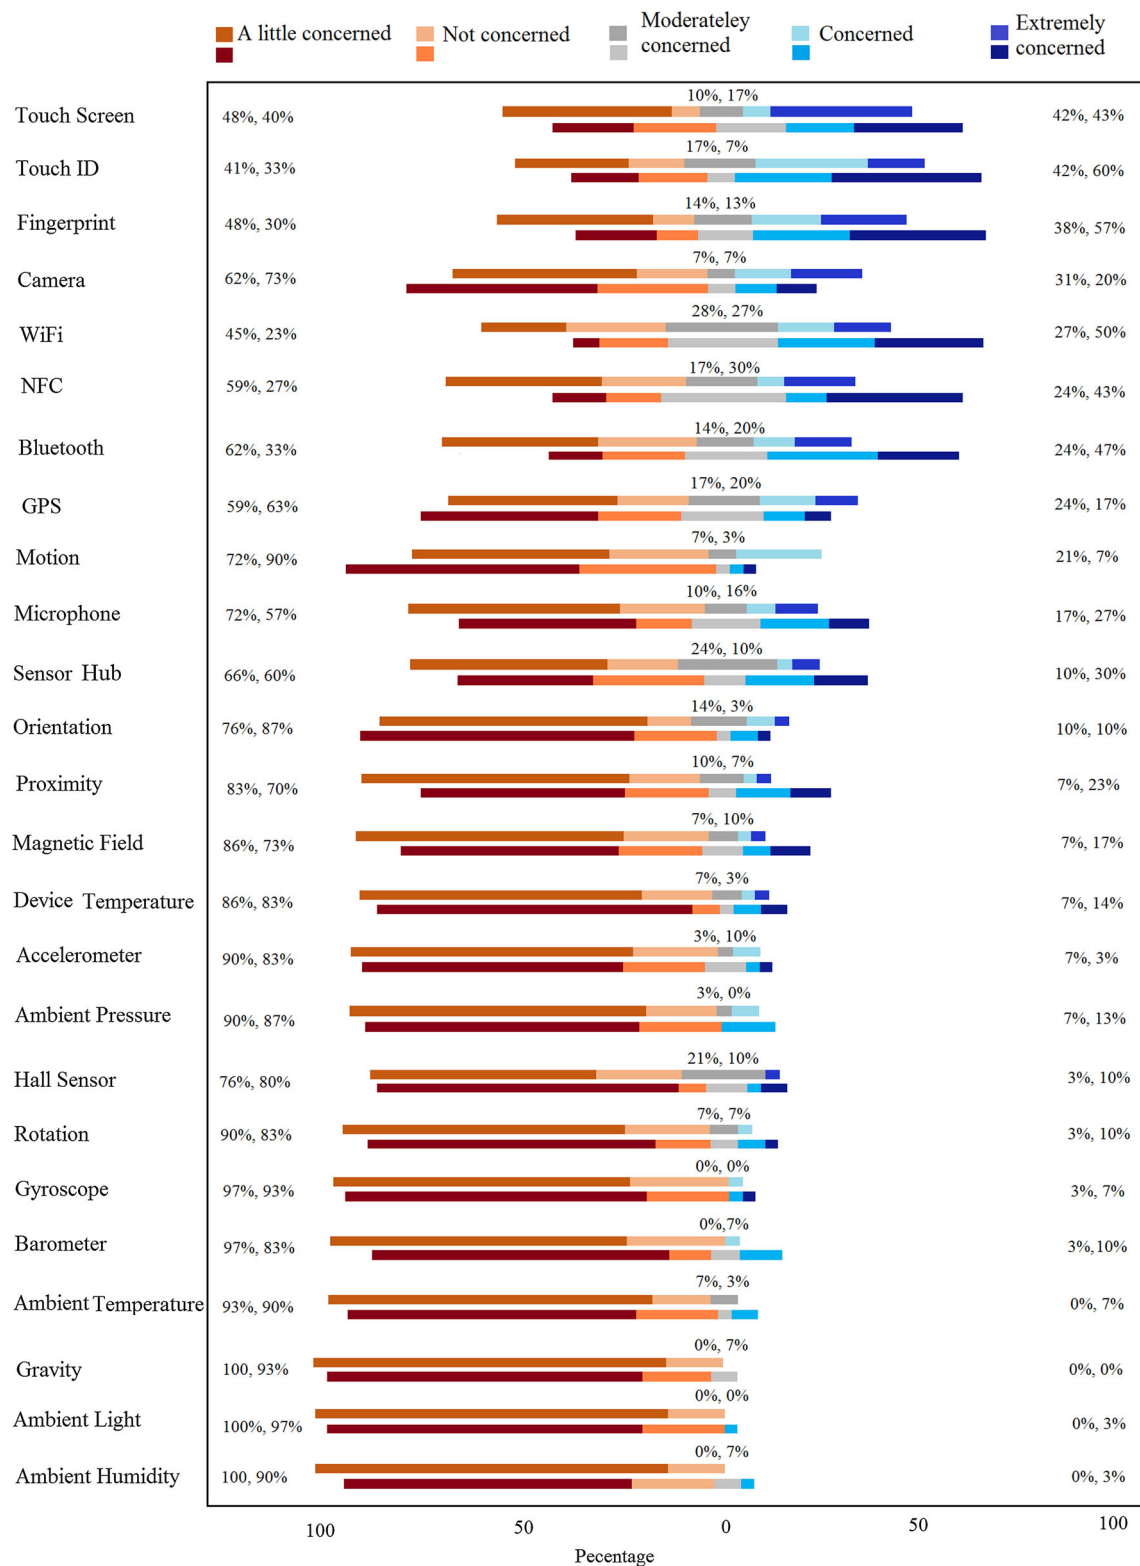 A little concerned Not concerned Moderateley concerned Concerned Extremely concerned
10%, 17%
Touch Screen 48%, 40% 42%, 43%
17%, 7%
Touch ID 41%, 33% 42%, 60%
14%, 13%
Fingerprint 48%, 30% 38%, 57%
7%, 7%
Camera 62%, 73% 31%, 20%
28%, 27%
WiFi 45%, 23% 27%, 50%
17%, 30%
NFC 59%, 27% 24%, 43%
14%, 20%
Bluetooth 62%, 33% 24%, 47%
17%, 20%
GPS 59%, 63% 24%, 17%
7%, 3%
Motion 72%, 90% 21%, 7%
10%, 16%
Microphone 72%, 57% 17%, 27%
24%, 10%
Sensor Hub 66%, 60% 10%, 30%
14%, 3%
Orientation 76%, 87% 10%, 10%
10%, 7%
Proximity 83%, 70% 7%, 23%
7%, 10%
Magnetic Field 86%, 73% 7%, 17%
7%, 3%
Device Temperature 86%, 83% 7%, 14%
3%, 10%
Accelerometer 90%, 83% 7%, 3%
3%, 0%
Ambient Pressure 90%, 87% 7%, 13%
21%, 10%
Hall Sensor 76%, 80% 3%, 10%
7%, 7%
Rotation 90%, 83% 3%, 10%
0%, 0%
Gyroscope 97%, 93% 3%, 7%
0%,7%
Barometer 97%, 83% 3%,10%
7%, 3%
Ambient Temperature 93%, 90% 0%, 7%
0%, 7%
Gravity 100, 93% 0%, 0%
0%, 0%
Ambient Light 100%, 97% 0%, 3%
0%, 7%
Ambient Humidity 100, 90% 0%, 3%
100 50 0 50 100
Pecentage